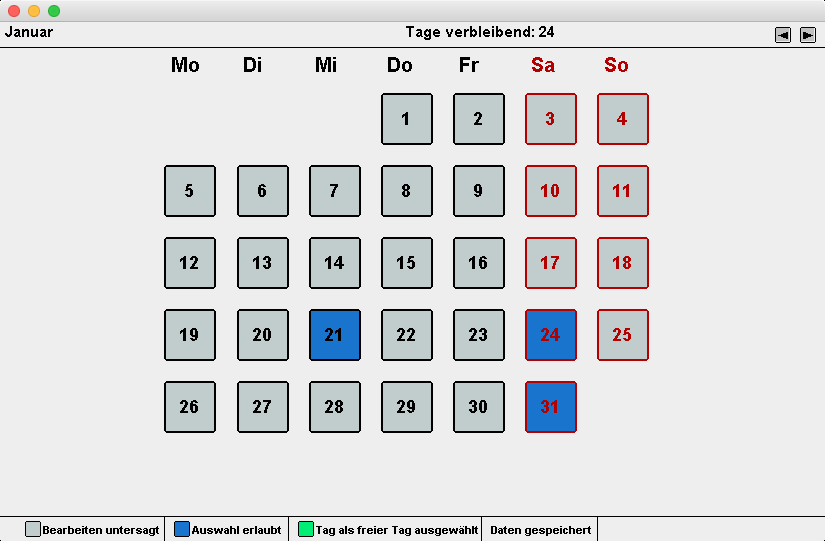 Januar
Tage verbleibend: 24
Mo Di Mi Do Fr Sa So
1 2 3 4
5 6 7 8 9 10 11
12 13 14 15 16 17 18
19 20 21 22 23 24 25
26 27 28 29 30 31
Bearbeiten untersagt
Auswahl erlaubt
Tag als freier Tag ausgewählt
Daten gespeichert